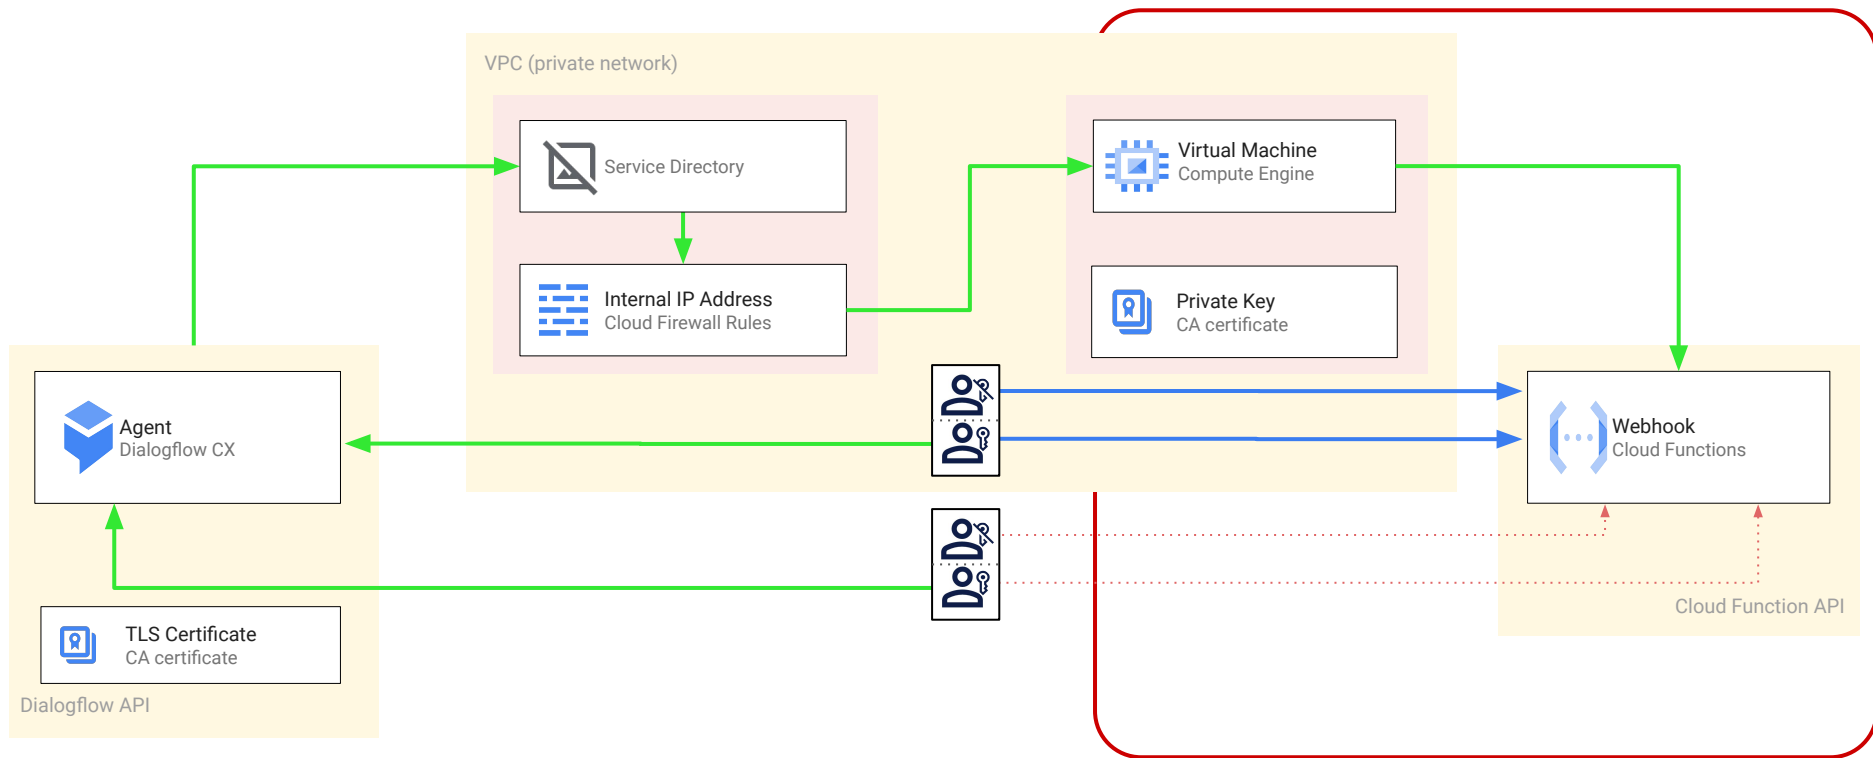 VPC (private network)
Service Directory
Virtual Machine
Compute Engine
Internal IP Address
Cloud Firewall Rules
Private Key
CA certificate
Agent
Dialogflow CX
Webhook
Cloud Functions
TLS Certificate
CA certificate
Cloud Function API
Dialogflow API